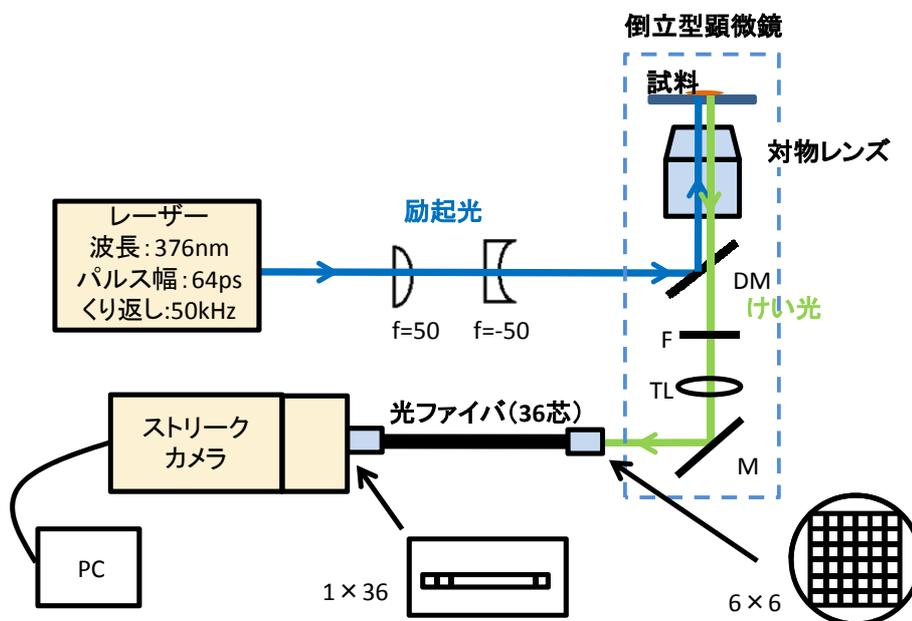 倒立型顕微鏡
試料
対物レンズ
励起光
レーザー
波長：376nm
パルス幅：64ps
くり返し:50kHz
f=50
f=-50
DM
けい光
F
TL
M
光ファイバ（36芯）
ストリーク
カメラ
PC
1×36
6×6